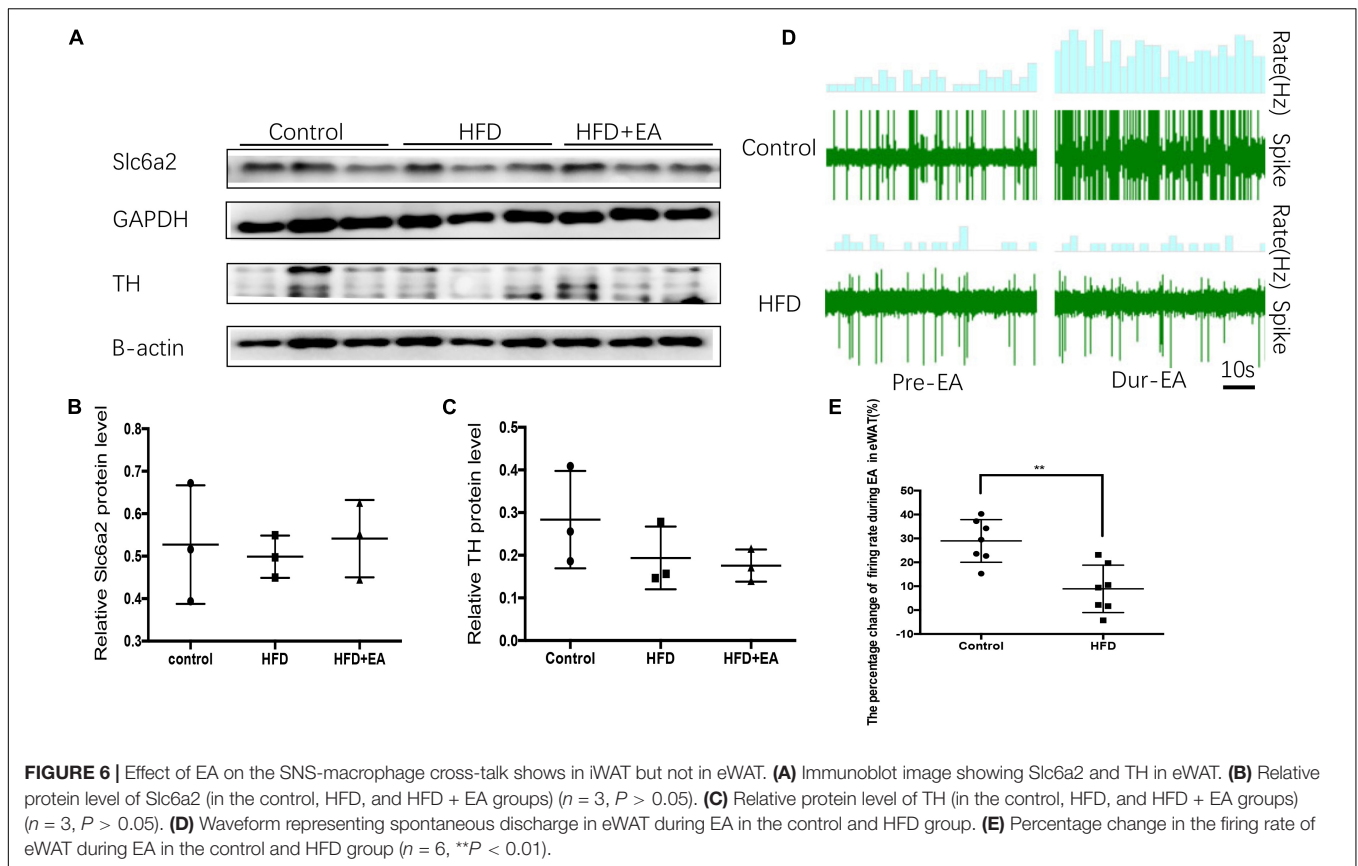 A
Control HFD HFD+EA
Slc6a2
GAPDH
TH
B-actin
D
Rate(Hz)
Control
Spike
Rate(Hz)
HFD
Spike
Pre-EA Dur-EA 10s
B
Relative Slc6a2 protein level
0.8
0.7
0.6
0.5
0.4
0.3
control HFD HFD+EA
C
Relative TH protein level
0.5
0.4
0.3
0.2
0.1
0.0
Control HFD HFD+EA
E
The percentage change of firing rate during EA in eWAT(%)
**
50
40
30
20
10
0
-10
Control HFD
FIGURE 6 | Effect of EA on the SNS-macrophage cross-talk shows in iWAT but not in eWAT. (A) Immunoblot image showing Slc6a2 and TH in eWAT. (B) Relative
protein level of Slc6a2 (in the control, HFD, and HFD + EA groups) (n = 3, P > 0.05). (C) Relative protein level of TH (in the control, HFD, and HFD + EA groups)
(n = 3, P > 0.05). (D) Waveform representing spontaneous discharge in eWAT during EA in the control and HFD group. (E) Percentage change in the firing rate of
eWAT during EA in the control and HFD group (n = 6, **P < 0.01).